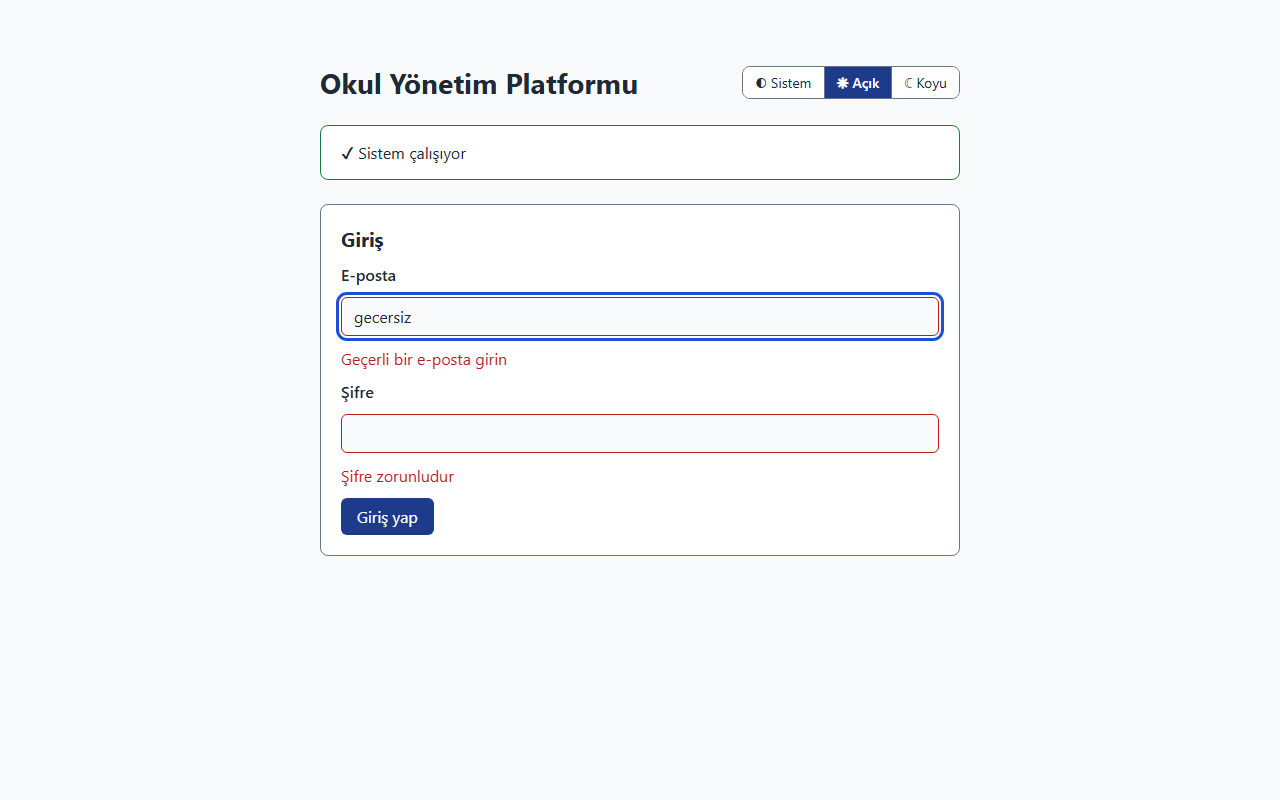 Okul Yönetim Platformu
◐ Sistem ❋ Açık ☾ Koyu
✓ Sistem çalışıyor
Giriş
E-posta
gecersiz
Geçerli bir e-posta girin
Şifre
Şifre zorunludur
Giriş yap